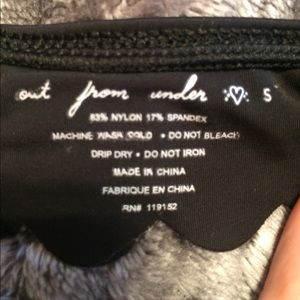 out from under S
83% NYLON 17% SPANDEX
MACHINE WASH COLD • DO NOT BLEACH
DRIP DRY • DO NOT IRON
MADE IN CHINA
FABRIQUE EN CHINA
RN# 119152